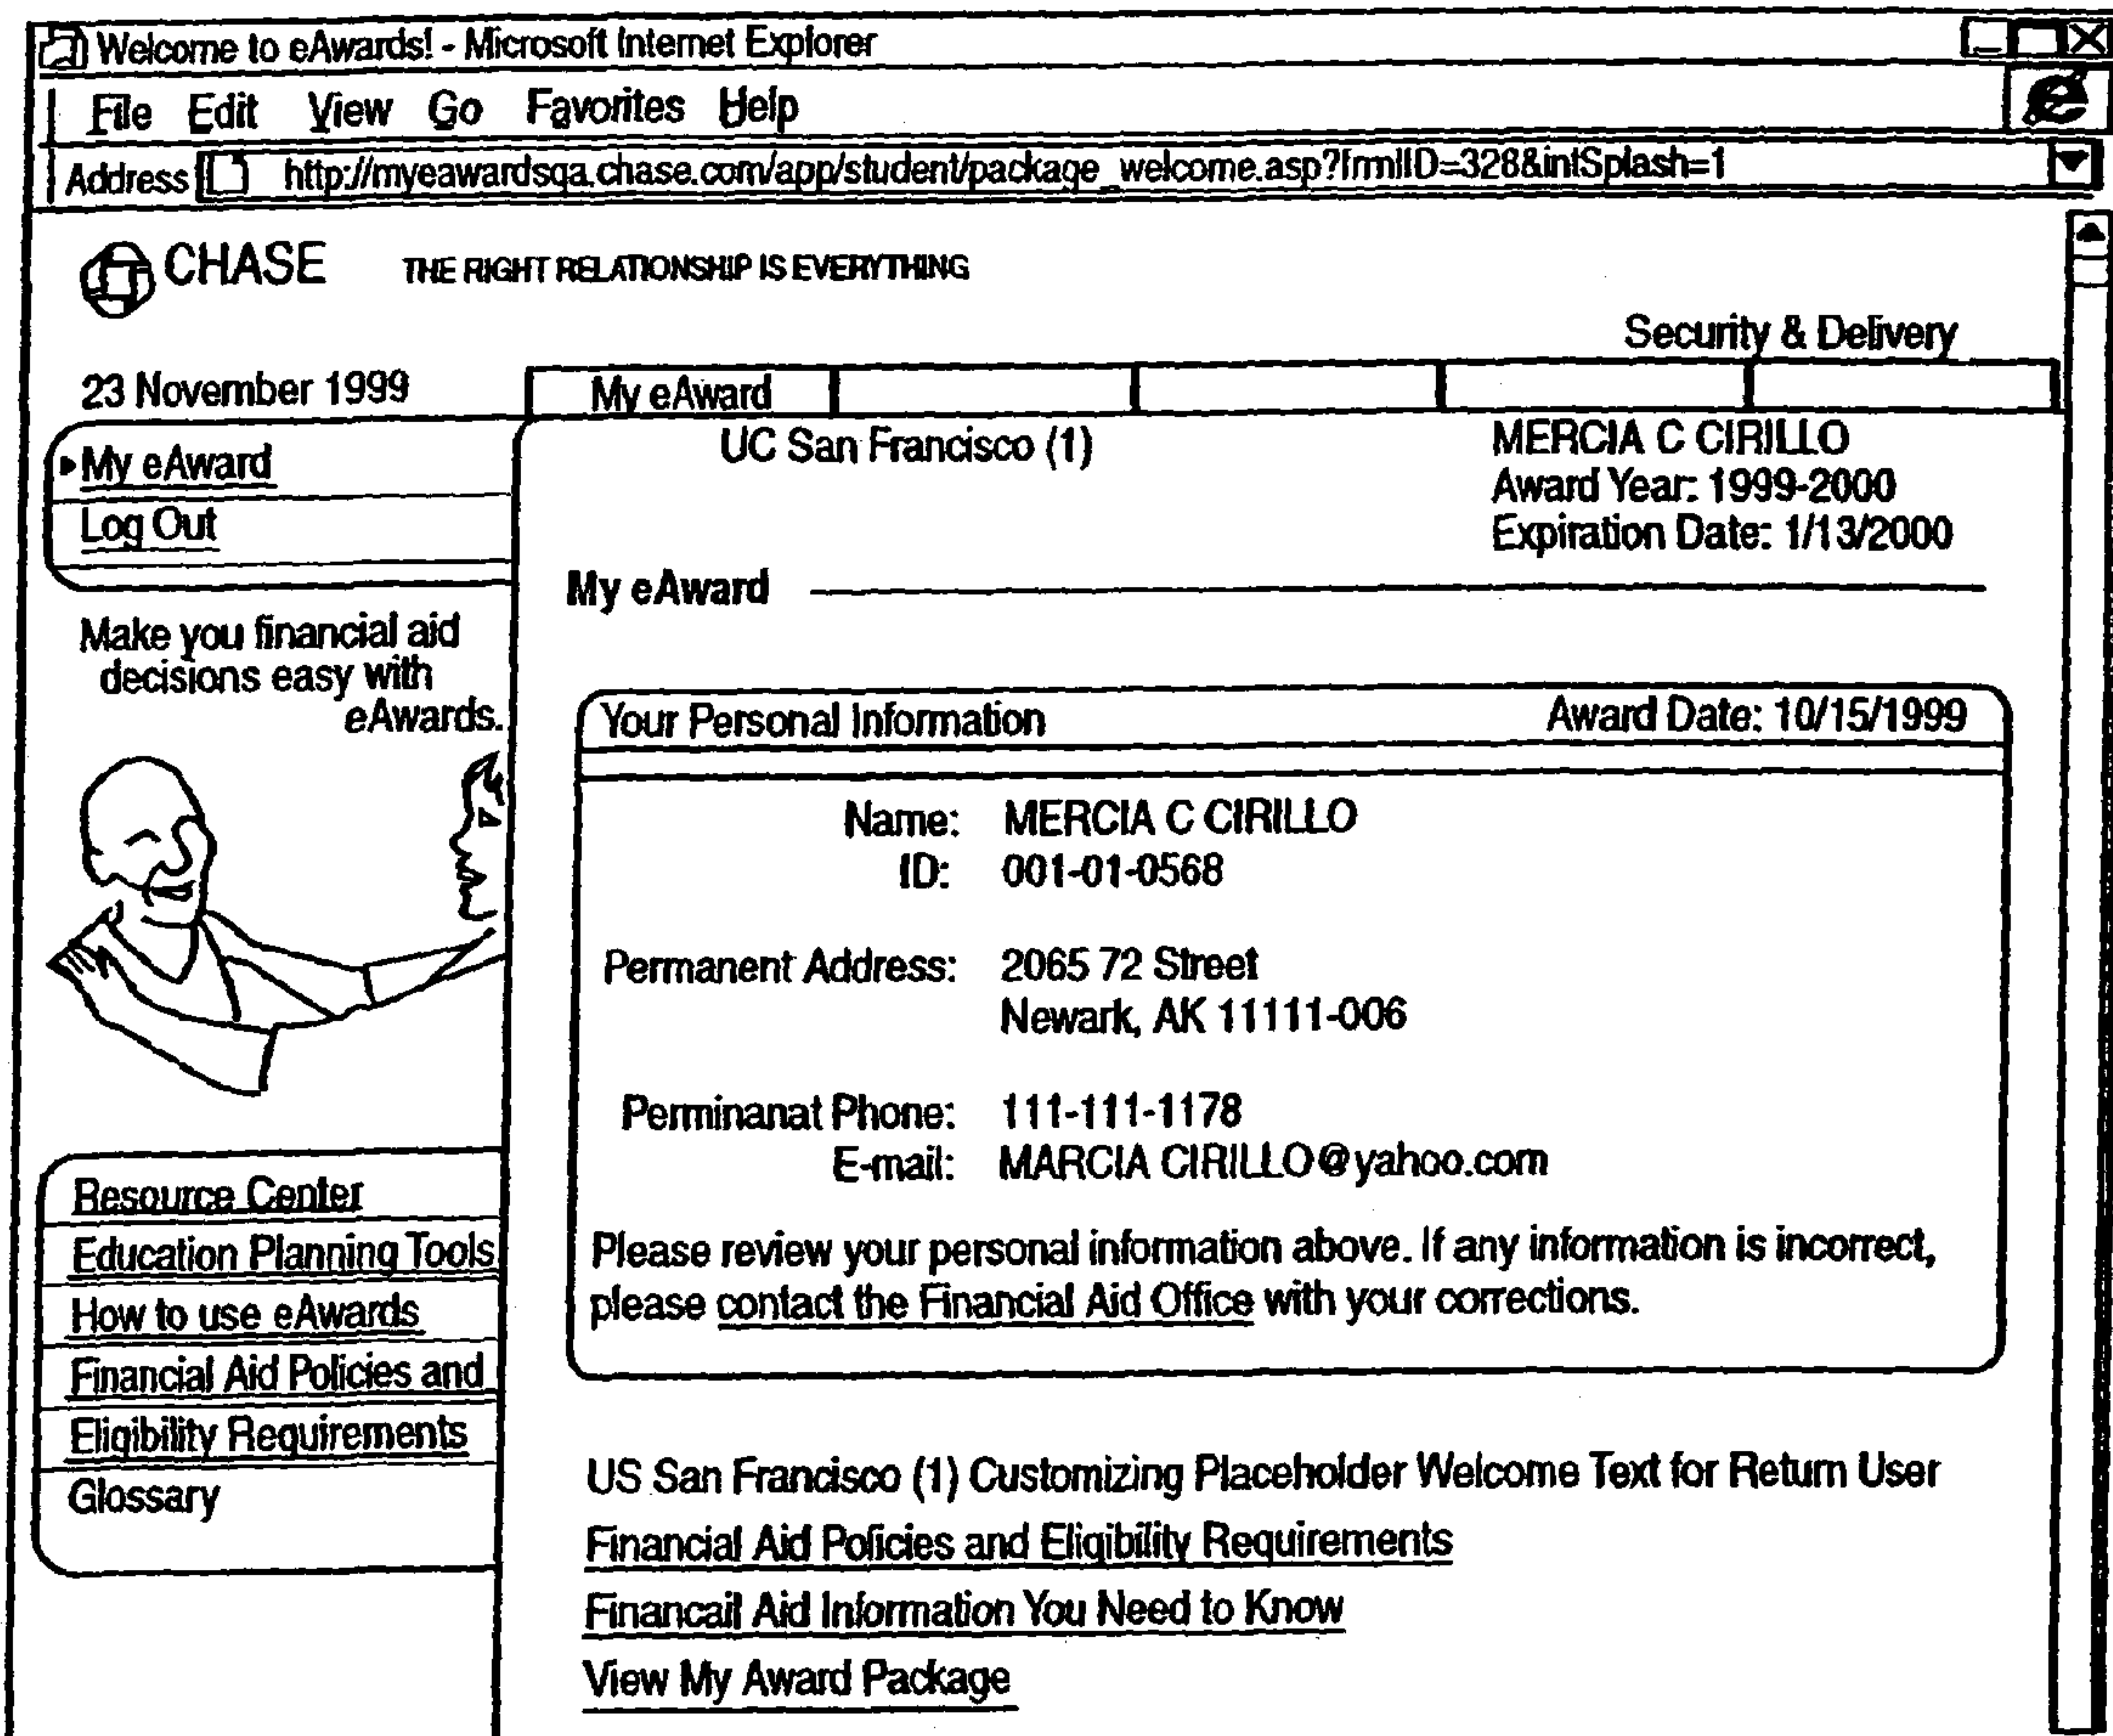 Welcome to eAwards! - Microsoft Internet Explorer
File Edit View Go Favorites Help
Address http://myeawardsqa.chase.com/app/student/package_welcome.asp?frmlID=328&intSplash=1
CHASE THE RIGHT RELATIONSHIP IS EVERYTHING
Security & Delivery
23 November 1999
My eAward
My eAward
Log Out
Make you financial aid
decisions easy with
eAwards.
Resource Center
Education Planning Tools
How to use eAwards
Financial Aid Policies and
Eligibility Requirements
Glossary
UC San Francisco (1)
MERCIA C CIRILLO
Award Year: 1999-2000
Expiration Date: 1/13/2000
My eAward
Your Personal Information Award Date: 10/15/1999
Name: MERCIA C CIRILLO
ID: 001-01-0568
Permanent Address: 2065 72 Street
Newark, AK 11111-006
Perminanat Phone: 111-111-1178
E-mail: MARCIA CIRILLO@yahoo.com
Please review your personal information above. If any information is incorrect,
please contact the Financial Aid Office with your corrections.
US San Francisco (1) Customizing Placeholder Welcome Text for Return User
Financial Aid Policies and Eligibility Requirements
Financail Aid Information You Need to Know
View My Award Package